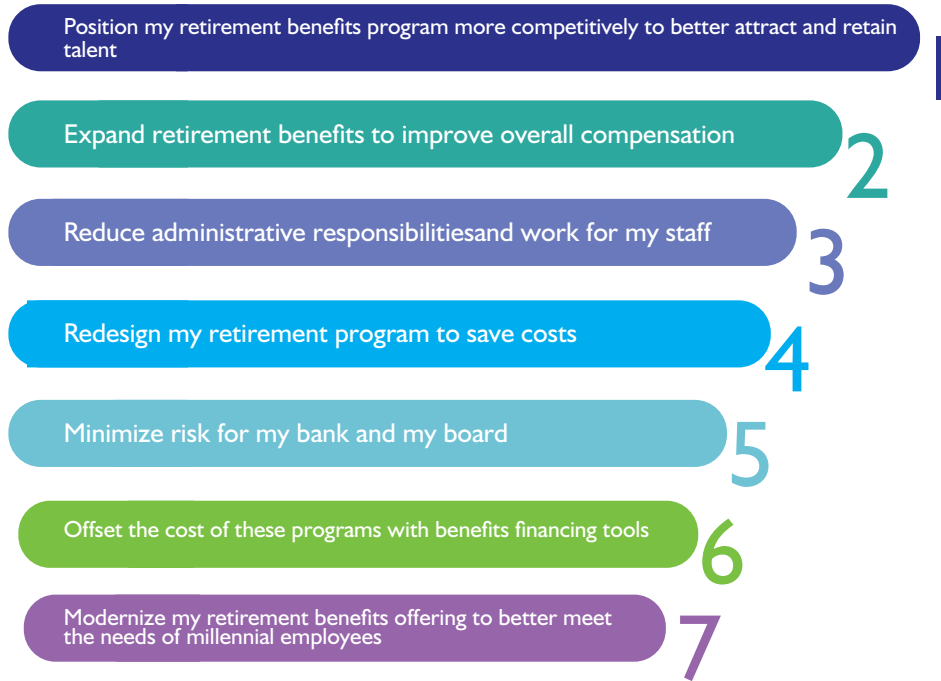 Position my retirement benefits program more competitively to better attract and retain
talent
Expand retirement benefits to improve overall compensation
2
Reduce administrative responsibilitiesand work for my staff
3
Redesign my retirement program to save costs
4
Minimize risk for my bank and my board
5
Offset the cost of these programs with benefits financing tools
6
Modernize my retirement benefits offering to better meet
the needs of millennial employees
7